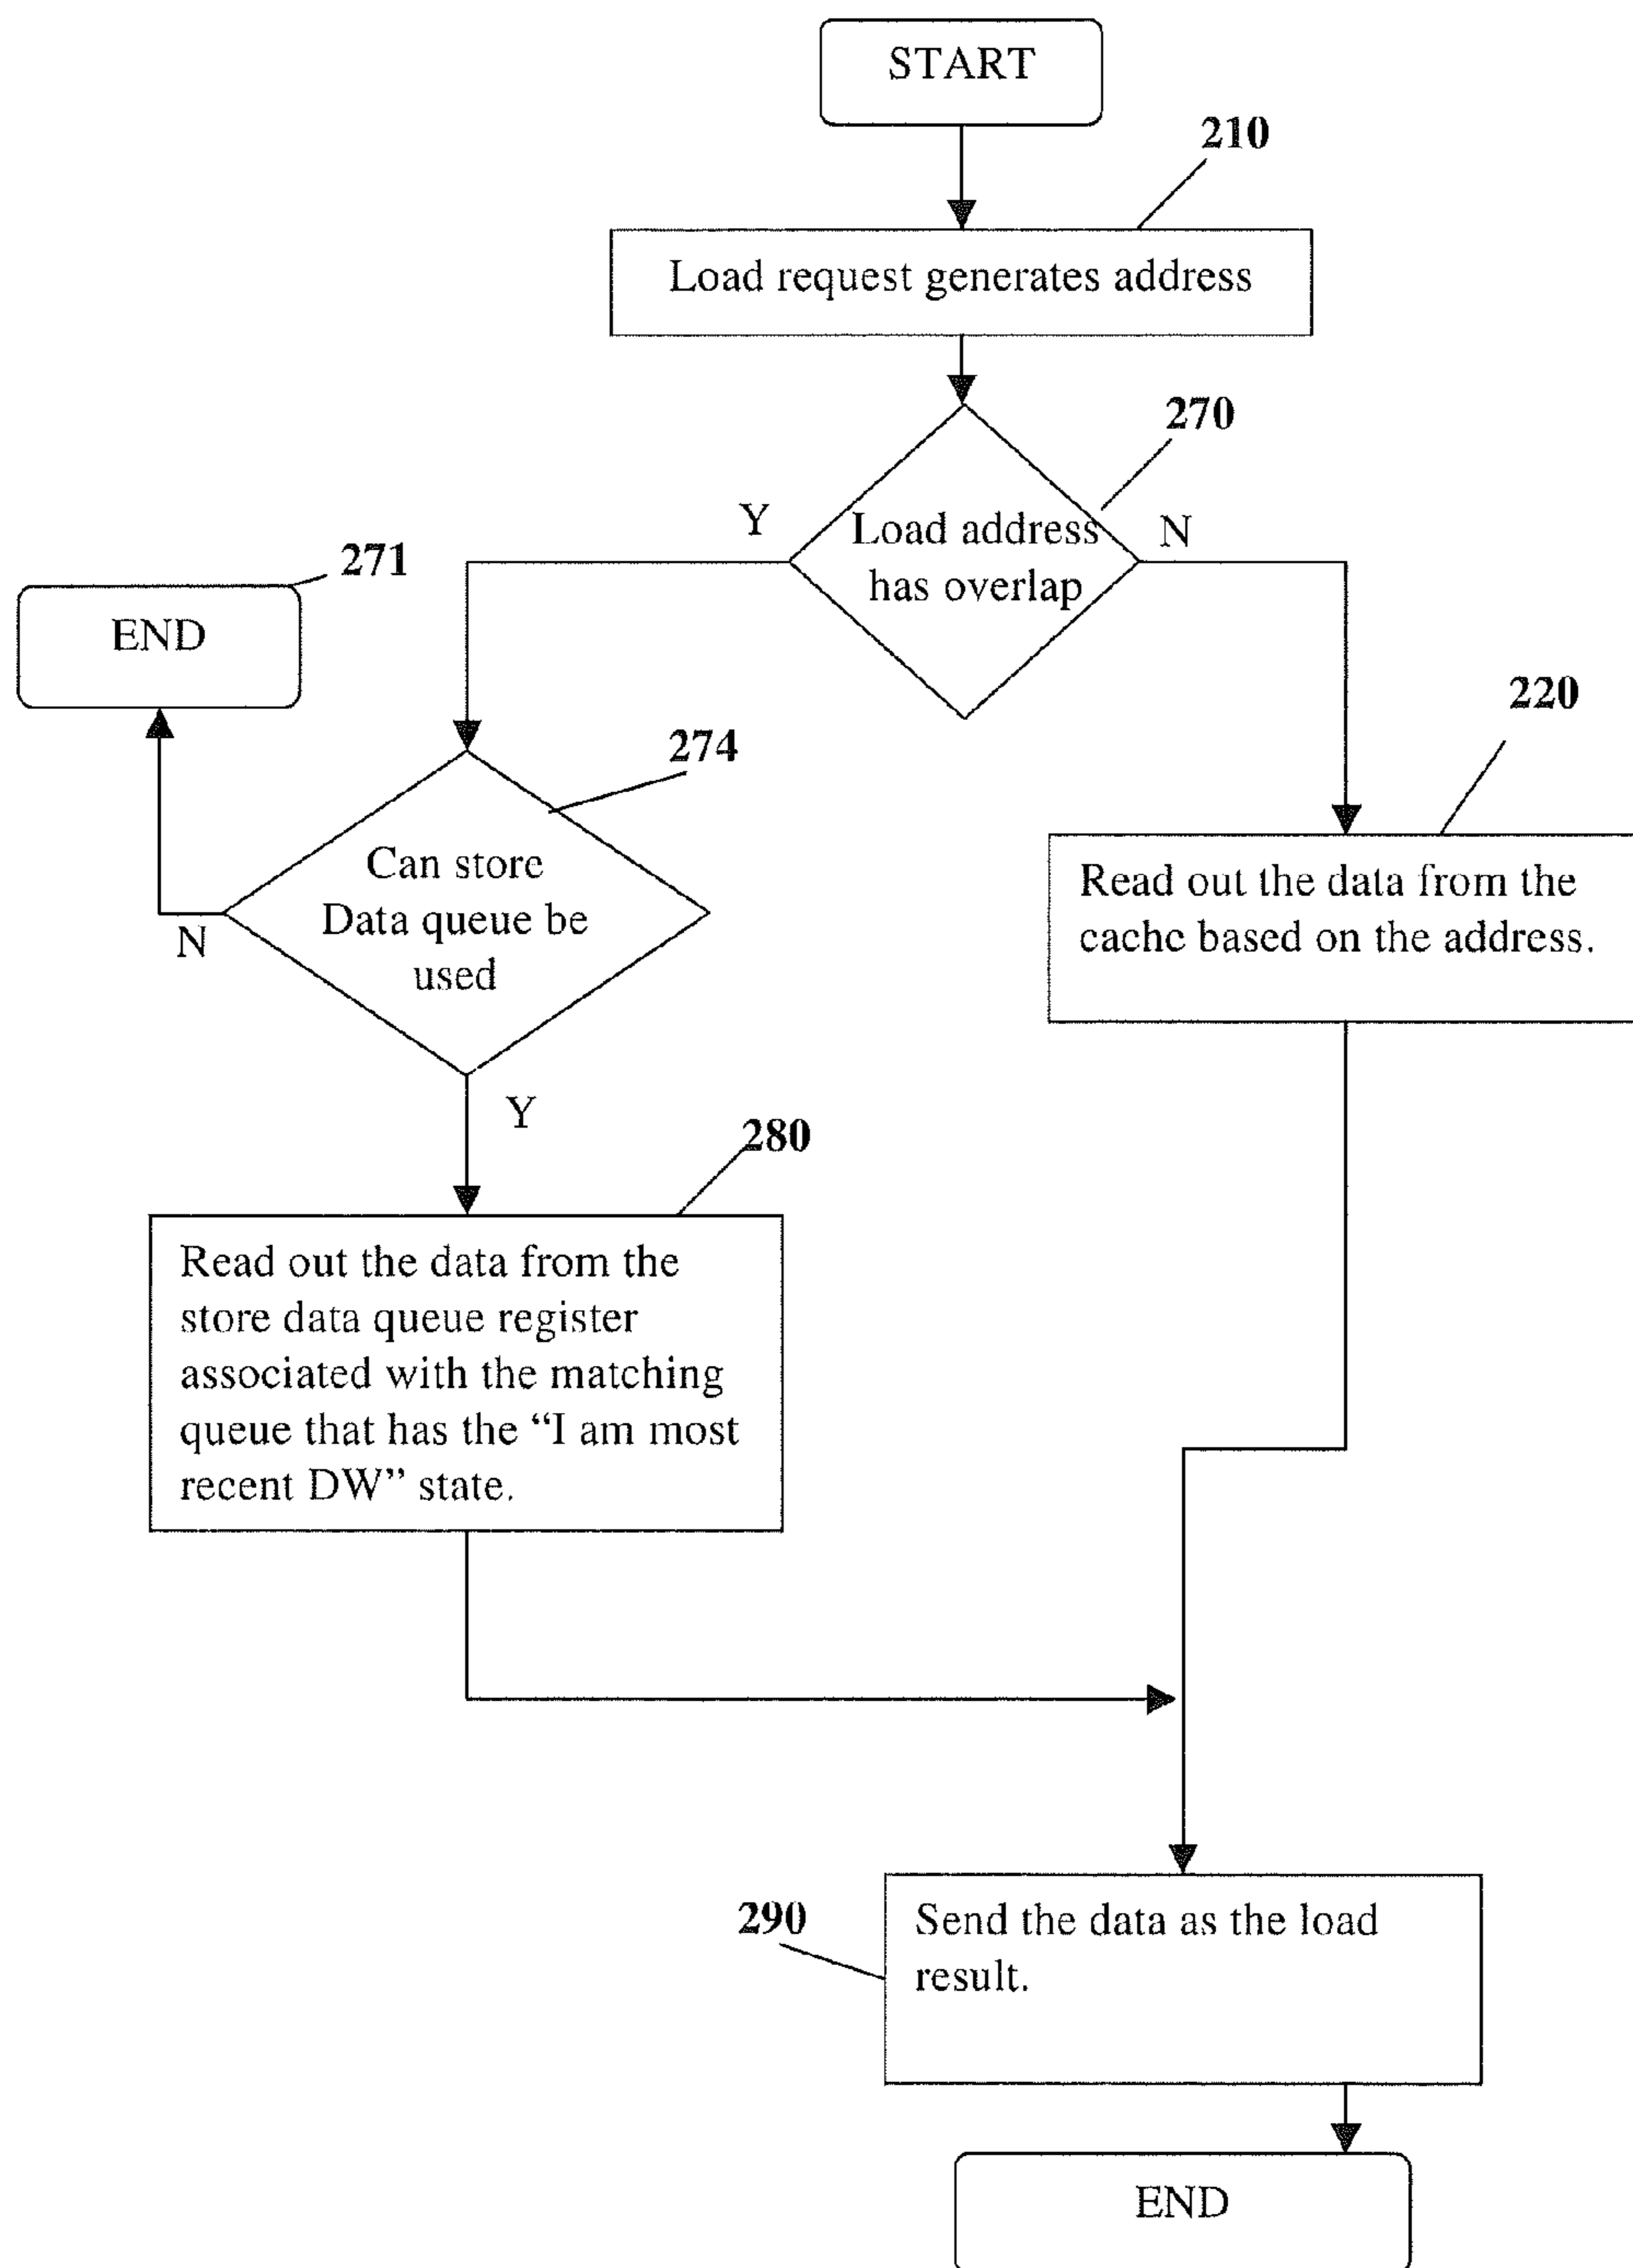 START
210
Load request generates address
270
Y
Load address
has overlap
N
271
END
220
274
Can store
Data queue be
used
N
Y
Read out the data from the
cache based on the address.
280
Read out the data from the
store data queue register
associated with the matching
queue that has the “I am most
recent DW” state.
290
Send the data as the load
result.
END